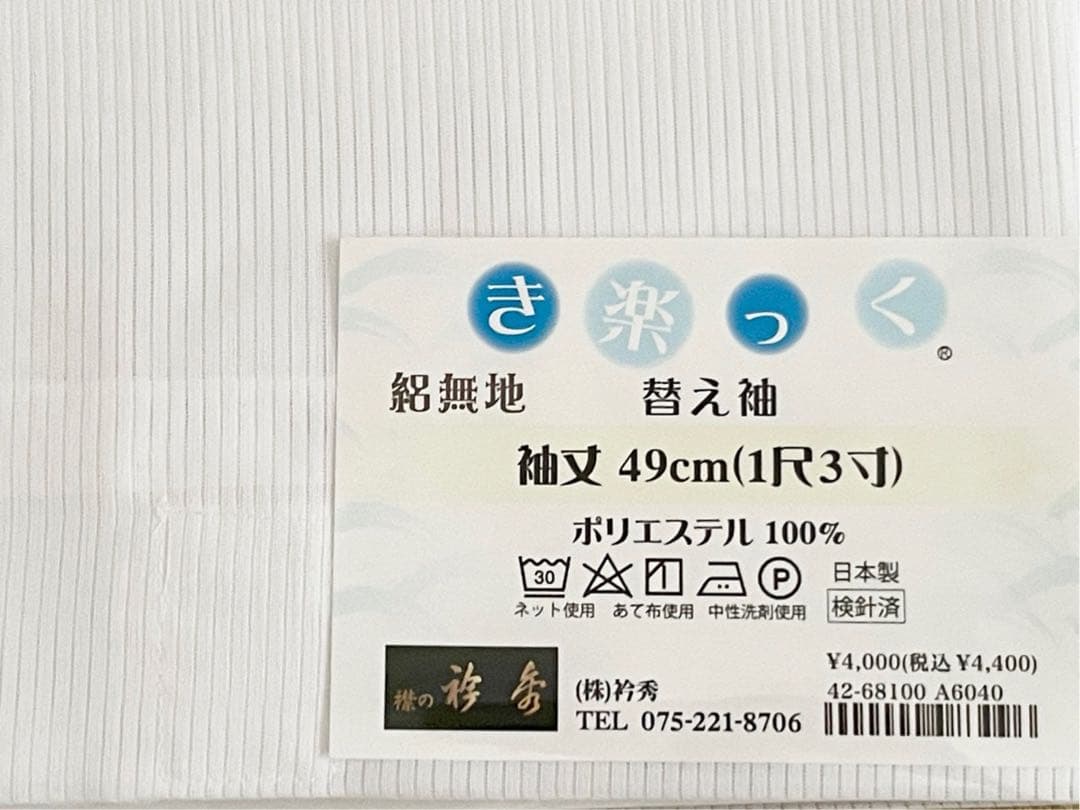 き楽っく®
絽無地 替え袖
袖丈 49cm(1尺3寸)
ポリエステル 100%
30 P 日本製
ネット使用 あて布使用 中性洗剤使用 検針済
襟の 衿秀
(株)衿秀
TEL 075-221-8706
¥4,000(税込 ¥4,400)
42-68100 A6040